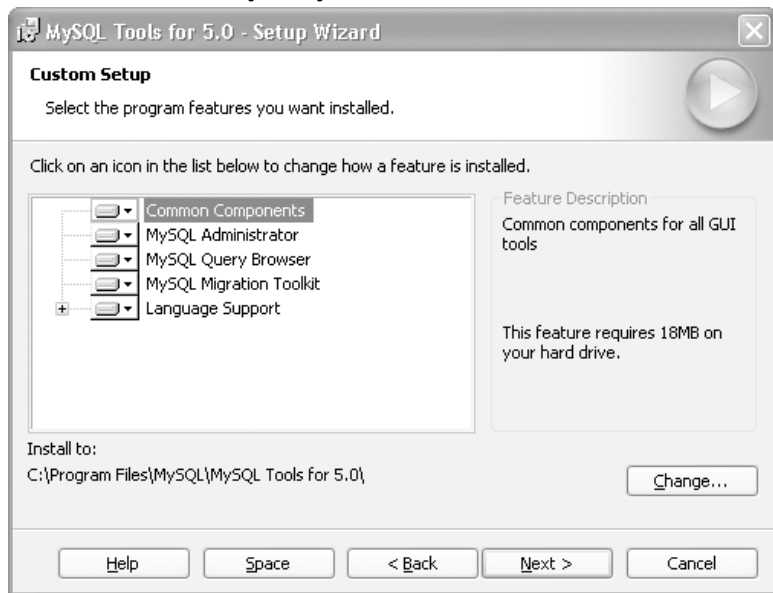 MySQL Tools for 5.0 - Setup Wizard
Custom Setup
Select the program features you want installed.
Click on an icon in the list below to change how a feature is installed.
Common Components
MySQL Administrator
MySQL Query Browser
MySQL Migration Toolkit
Language Support
Feature Description
Common components for all GUI
tools
This feature requires 18MB on
your hard drive.
Install to:
C:\Program Files\MySQL\MySQL Tools for 5.0\
Change...
Help
Space
< Back
Next >
Cancel